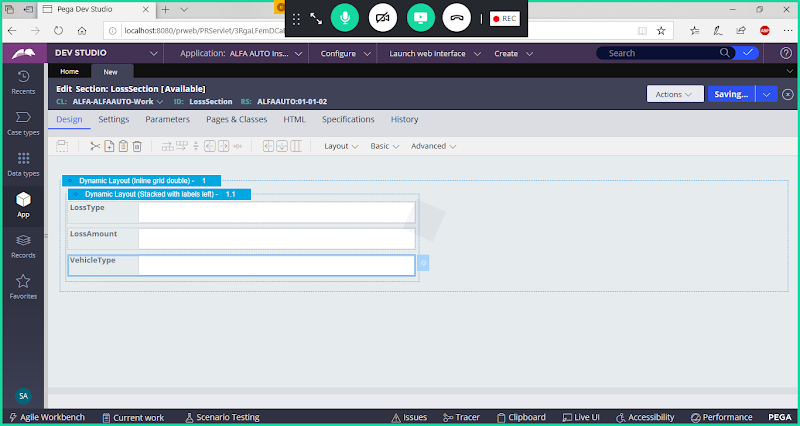 Pega Dev Studio
localhost:8080/prweb/PRServlet/3RgaLFemDCal
REC
ABP
DEV STUDIO
Application: ALFA AUTO Ins...
Configure
Launch web interface
Create
Search
Home
New
Recents
Case types
Data types
App
Records
Favorites
SA
Edit Section: LossSection [Available]
CL: ALFA-ALFAAUTO-Work ID: LossSection RS: ALFAAUTO:01-01-02
Actions
Saving...
Design Settings Parameters Pages & Classes HTML Specifications History
Layout Basic Advanced
Dynamic Layout (Inline grid double) - 1
Dynamic Layout (Stacked with labels left) - 1.1
LossType
LossAmount
VehicleType
Agile Workbench Current work Scenario Testing Issues Tracer Clipboard Live UI Accessibility Performance PEGA